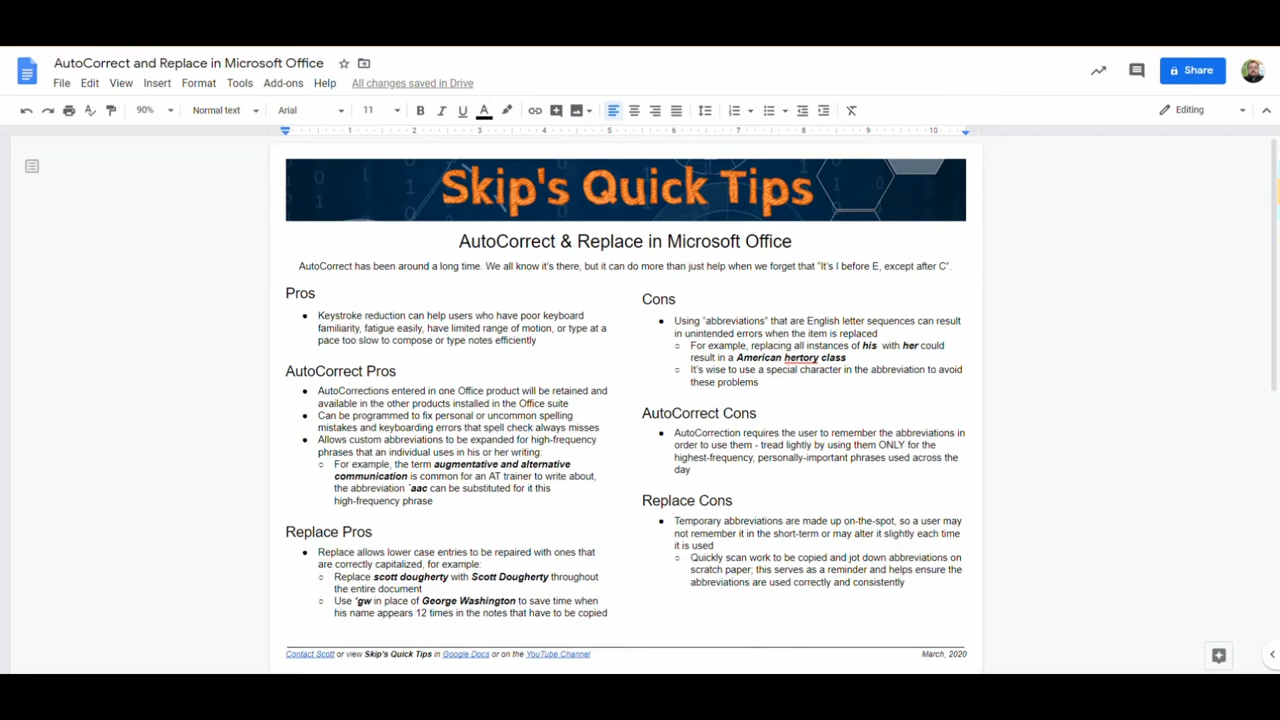 AutoCorrect and Replace in Microsoft Office
File Edit View Insert Format Tools Add-ons Help All changes saved in Drive
Share
90% Normal text Arial 11 B I U A Editing
1 2 3 4 5 6 7 8 9 10
Skip's Quick Tips
AutoCorrect & Replace in Microsoft Office
AutoCorrect has been around a long time. We all know it's there, but it can do more than just help when we forget that "It's I before E, except after C".
Pros
● Keystroke reduction can help users who have poor keyboard
familiarity, fatigue easily, have limited range of motion, or type at a
pace too slow to compose or type notes efficiently
AutoCorrect Pros
● AutoCorrections entered in one Office product will be retained and
available in the other products installed in the Office suite
● Can be programmed to fix personal or uncommon spelling
mistakes and keyboarding errors that spell check always misses
● Allows custom abbreviations to be expanded for high-frequency
phrases that an individual uses in his or her writing:
○ For example, the term augmentative and alternative
communication is common for an AT trainer to write about,
the abbreviation `aac can be substituted for it this
high-frequency phrase
Replace Pros
● Replace allows lower case entries to be repaired with ones that
are correctly capitalized, for example:
○ Replace scott dougherty with Scott Dougherty throughout
the entire document
○ Use 'gw in place of George Washington to save time when
his name appears 12 times in the notes that have to be copied
Cons
● Using "abbreviations" that are English letter sequences can result
in unintended errors when the item is replaced
○ For example, replacing all instances of his with her could
result in a American hertory class
○ It's wise to use a special character in the abbreviation to avoid
these problems
AutoCorrect Cons
● AutoCorrection requires the user to remember the abbreviations in
order to use them - tread lightly by using them ONLY for the
highest-frequency, personally-important phrases used across the
day
Replace Cons
● Temporary abbreviations are made up on-the-spot, so a user may
not remember it in the short-term or may alter it slightly each time
it is used
○ Quickly scan work to be copied and jot down abbreviations on
scratch paper; this serves as a reminder and helps ensure the
abbreviations are used correctly and consistently
Contact Scott or view Skip's Quick Tips in Google Docs or on the YouTube Channel
March, 2020